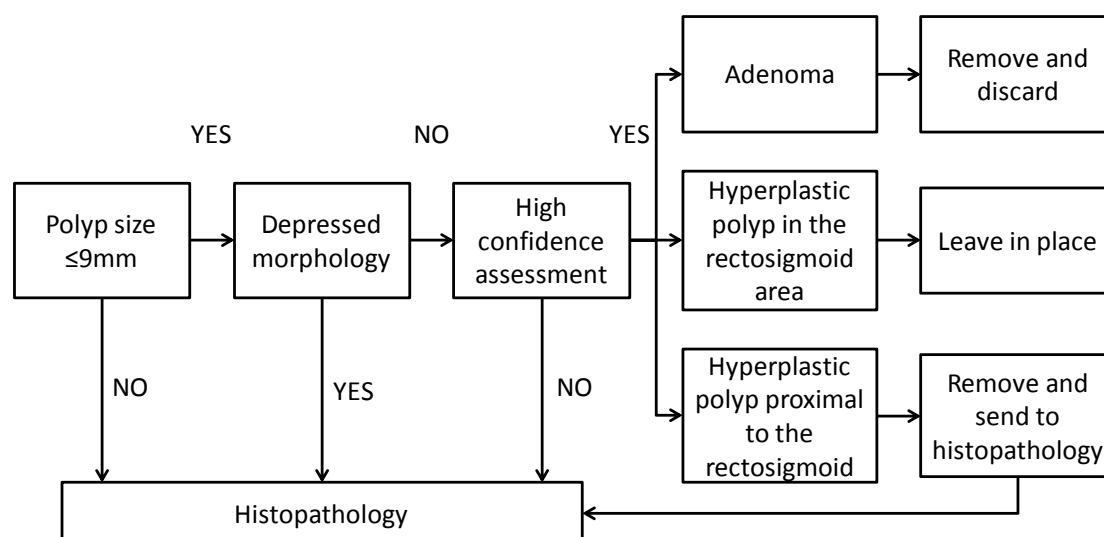 Adenoma
Remove and
discard
YES
NO
YES
Polyp size
≤9mm
Depressed
morphology
High
confidence
assessment
Hyperplastic
polyp in the
rectosigmoid
area
Leave in place
NO
YES
NO
Hyperplastic
polyp proximal
to the
rectosigmoid
Remove and
send to
histopathology
Histopathology